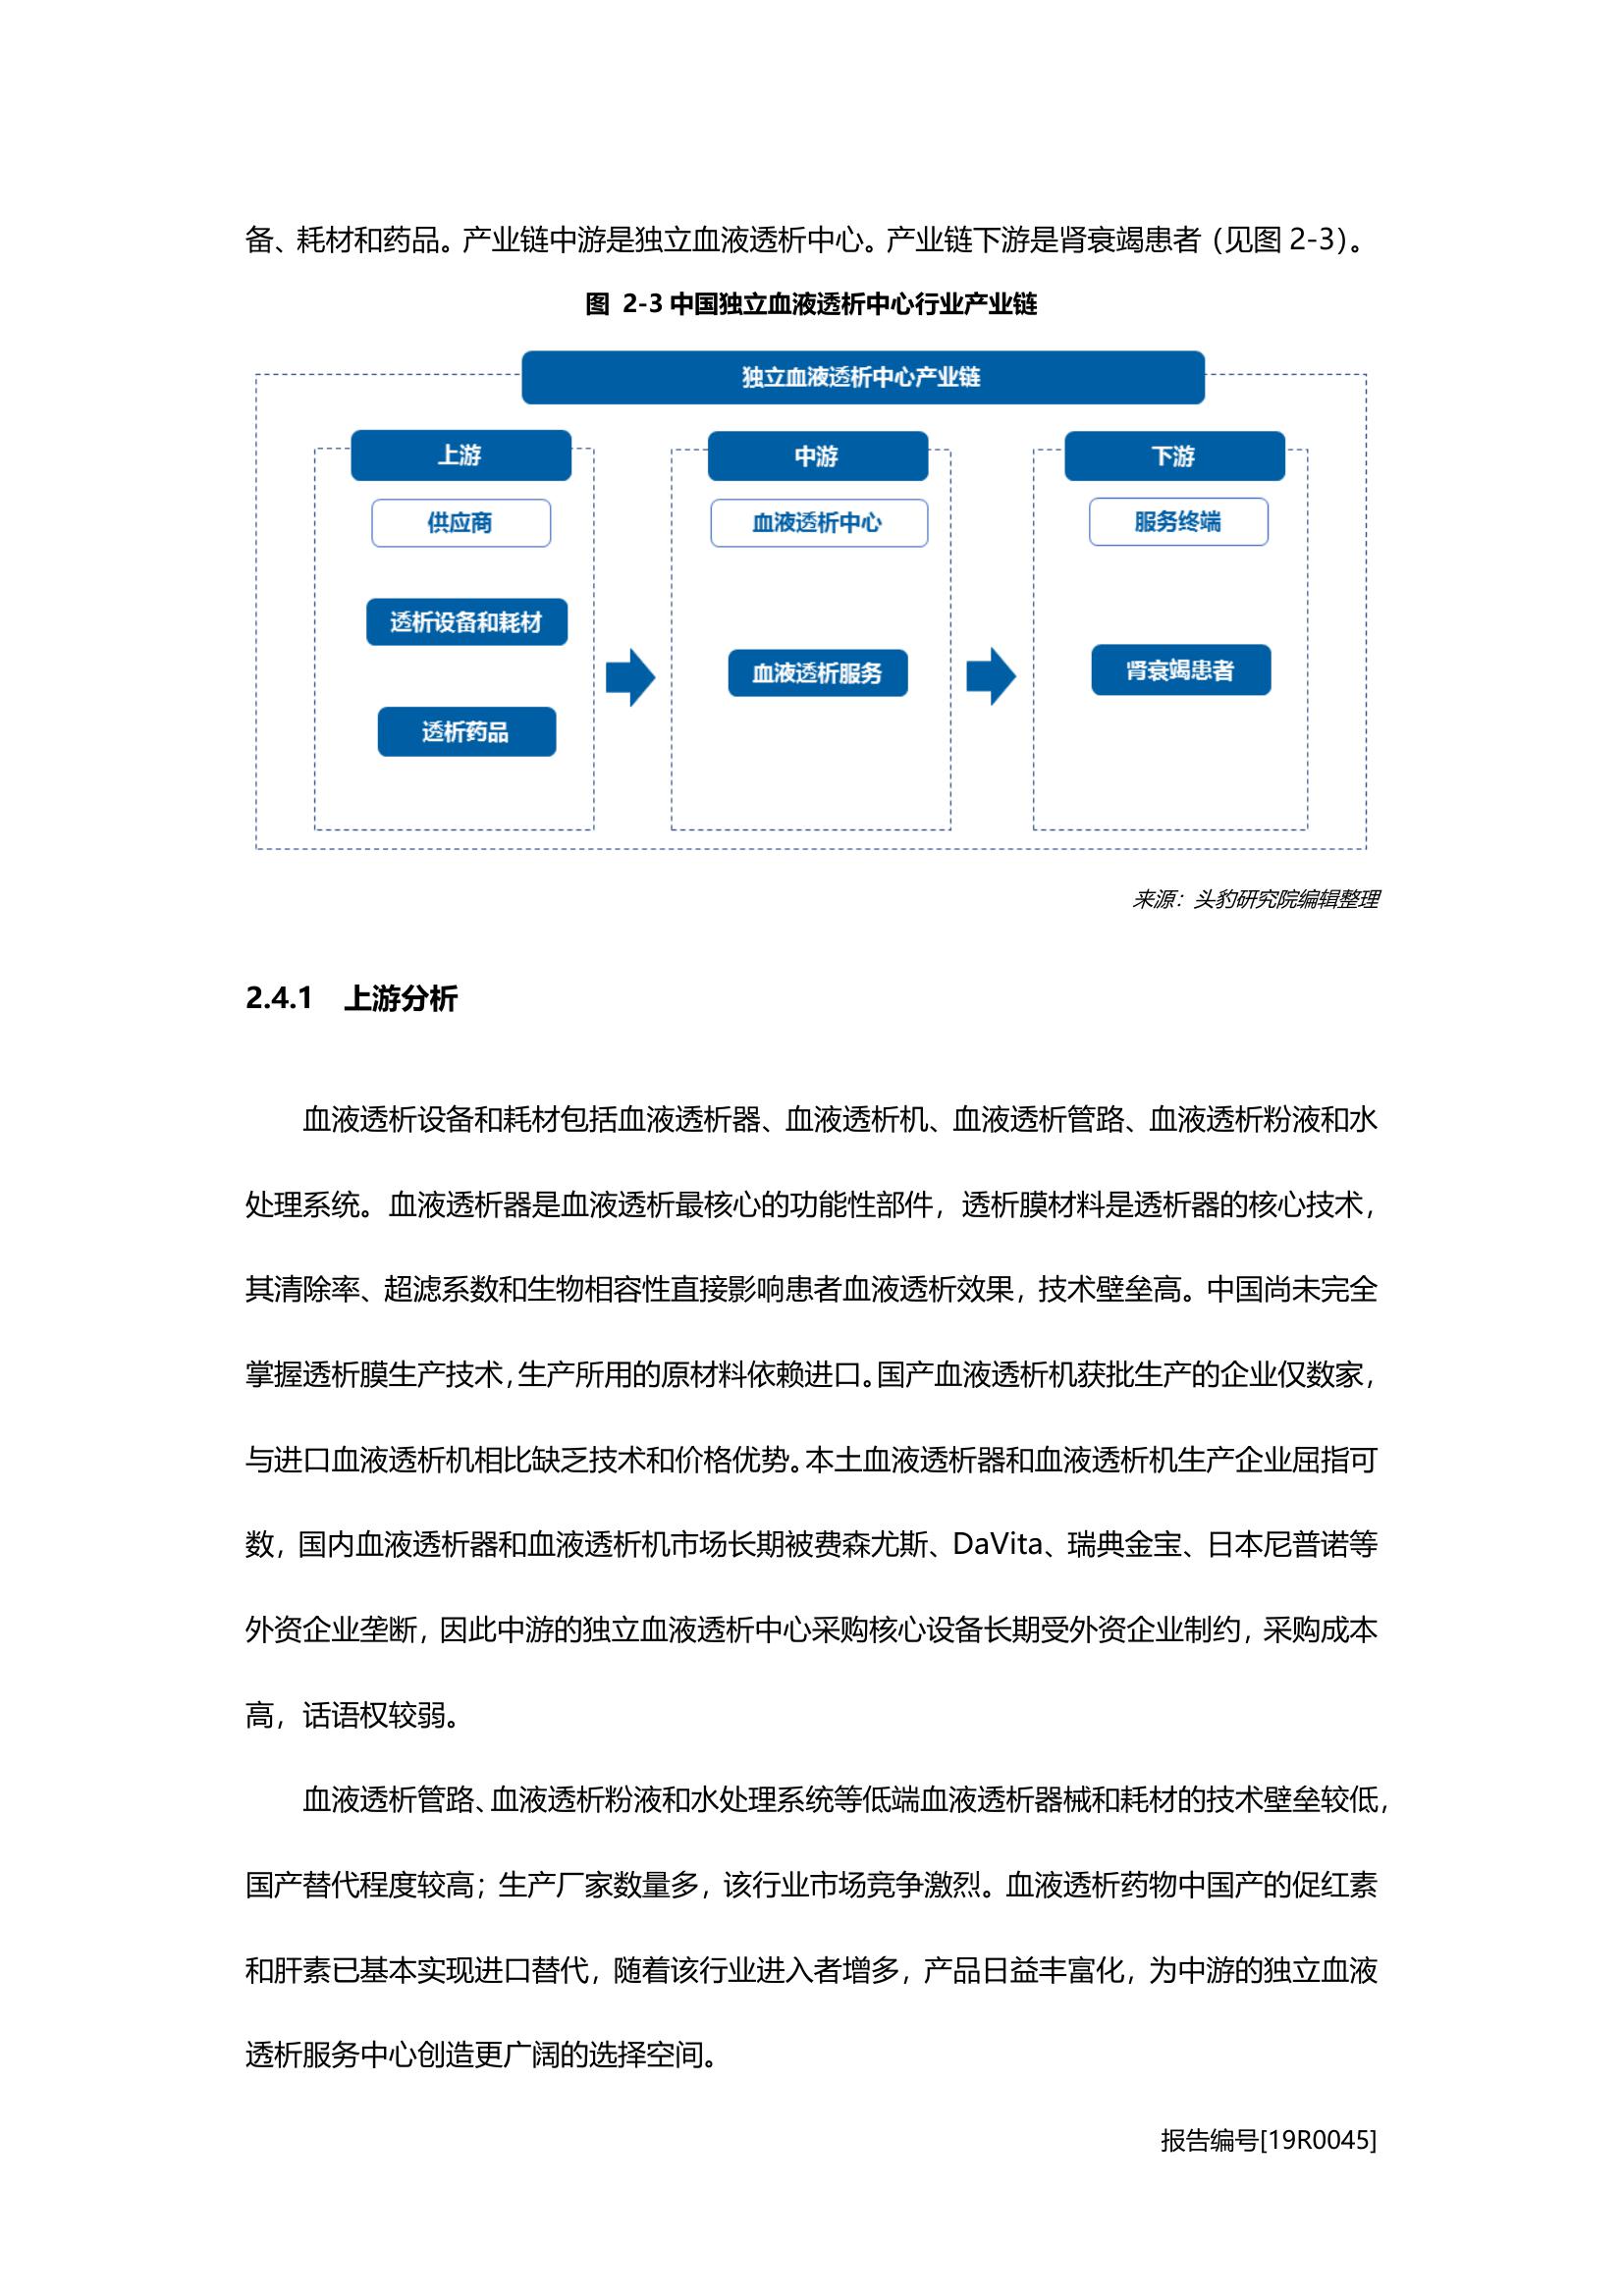 备、耗材和药品。产业链中游是独立血液透析中心。产业链下游是肾衰竭患者（见图 2-3）。
图 2-3 中国独立血液透析中心行业产业链
独立血液透析中心产业链
上游
中游
下游
供应商
血液透析中心
服务终端
透析设备和耗材
血液透析服务
肾衰竭患者
透析药品
来源：头豹研究院编辑整理
2.4.1 上游分析
血液透析设备和耗材包括血液透析器、血液透析机、血液透析管路、血液透析粉液和水
处理系统。血液透析器是血液透析最核心的功能性部件，透析膜材料是透析器的核心技术，
其清除率、超滤系数和生物相容性直接影响患者血液透析效果，技术壁垒高。中国尚未完全
掌握透析膜生产技术，生产所用的原材料依赖进口。国产血液透析机获批生产的企业仅数家，
与进口血液透析机相比缺乏技术和价格优势。本土血液透析器和血液透析机生产企业屈指可
数，国内血液透析器和血液透析机市场长期被费森尤斯、DaVita、瑞典金宝、日本尼普诺等
外资企业垄断，因此中游的独立血液透析中心采购核心设备长期受外资企业制约，采购成本
高，话语权较弱。
血液透析管路、血液透析粉液和水处理系统等低端血液透析器械和耗材的技术壁垒较低，
国产替代程度较高；生产厂家数量多，该行业市场竞争激烈。血液透析药物中国产的促红素
和肝素已基本实现进口替代，随着该行业进入者增多，产品日益丰富化，为中游的独立血液
透析服务中心创造更广阔的选择空间。
报告编号[19R0045]